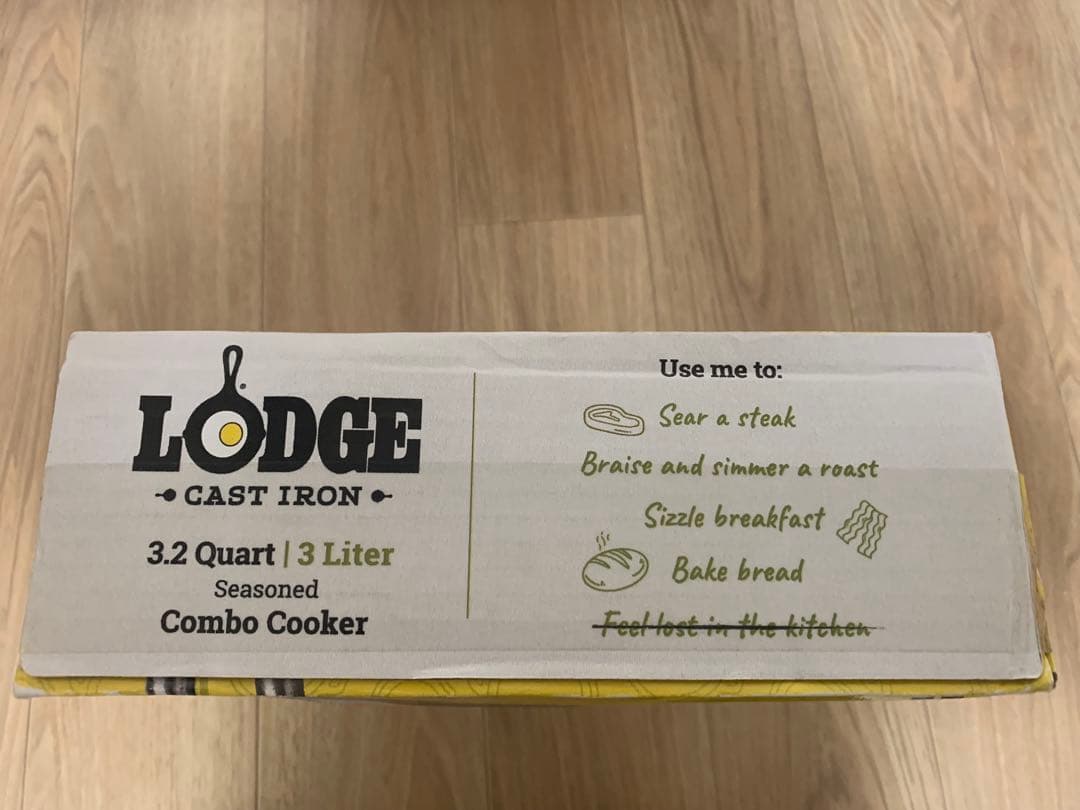 LODGE
CAST IRON
3.2 Quart | 3 Liter
Seasoned
Combo Cooker
Use me to:
Sear a steak
Braise and simmer a roast
Sizzle breakfast
Bake bread
Feel lost in the kitchen